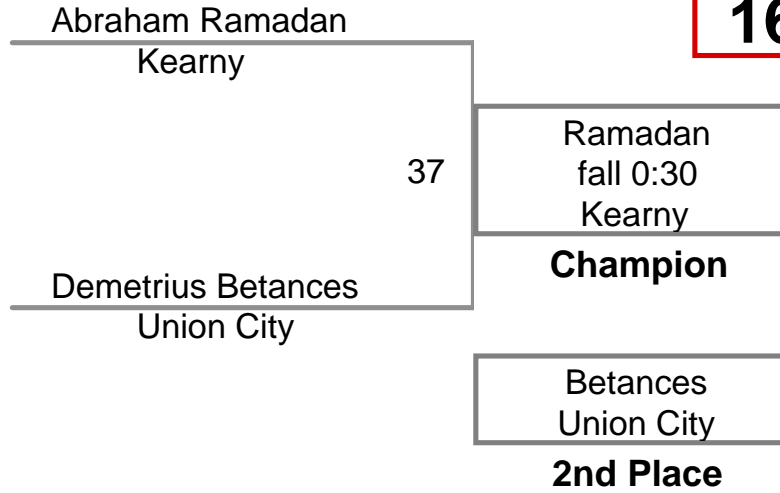 Abraham Ramadan
Kearny
37
Demetrius Betances
Union City
16
Ramadan
fall 0:30
Kearny
Champion
Betances
Union City
2nd Place